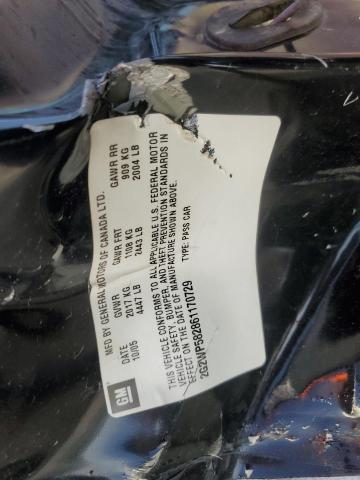 MFD BY GENERAL MOTORS OF CANADA LTD.
DATE GVWR GAWR FRT GAWR RR
10/05 2017 KG 1108 KG 909 KG
4447 LB 2443 LB 2004 LB
THIS VEHICLE CONFORMS TO ALL APPLICABLE U.S. FEDERAL MOTOR
VEHICLE SAFETY, BUMPER, AND THEFT PREVENTION STANDARDS IN
EFFECT ON THE DATE OF MANUFACTURE SHOWN ABOVE.
2G2WP582861170729 TYPE: PASS CAR
GM